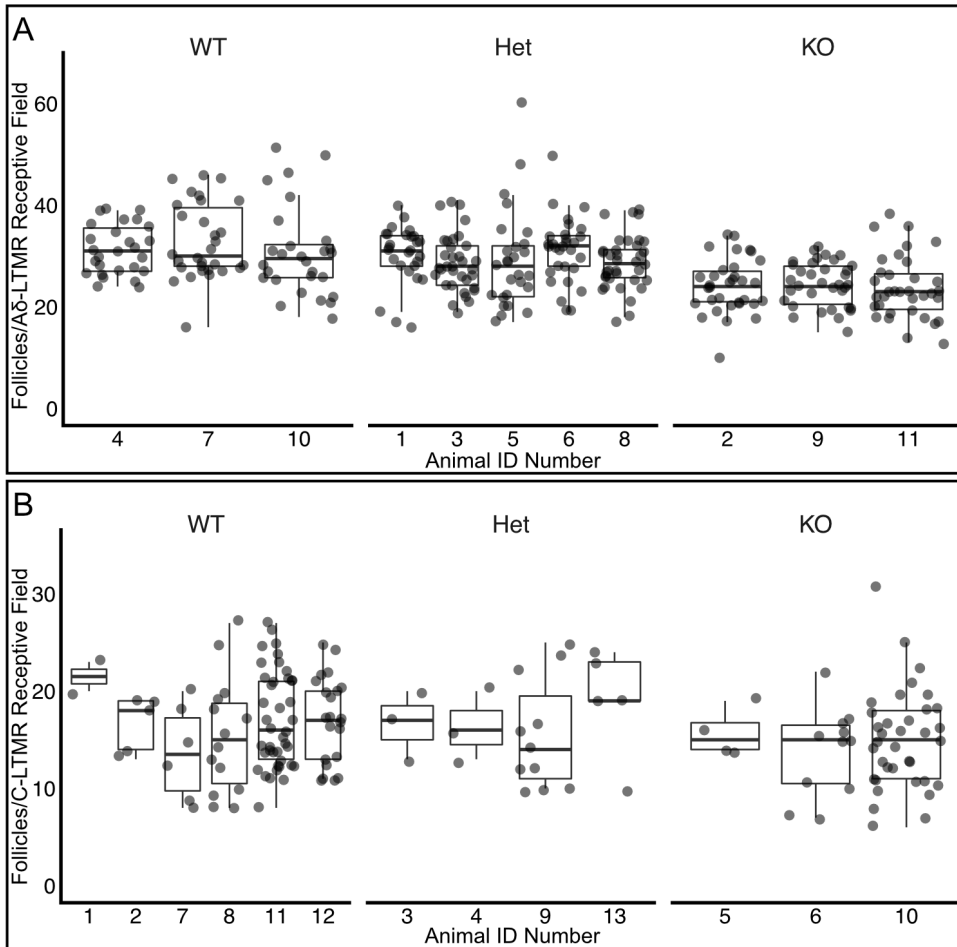 A
WT Het KO
Follicles/Aδ-LTMR Receptive Field
60
40
20
0
4 7 10 1 3 5 6 8 2 9 11
Animal ID Number
B
WT Het KO
Follicles/C-LTMR Receptive Field
30
20
10
0
1 2 7 8 11 12 3 4 9 13 5 6 10
Animal ID Number